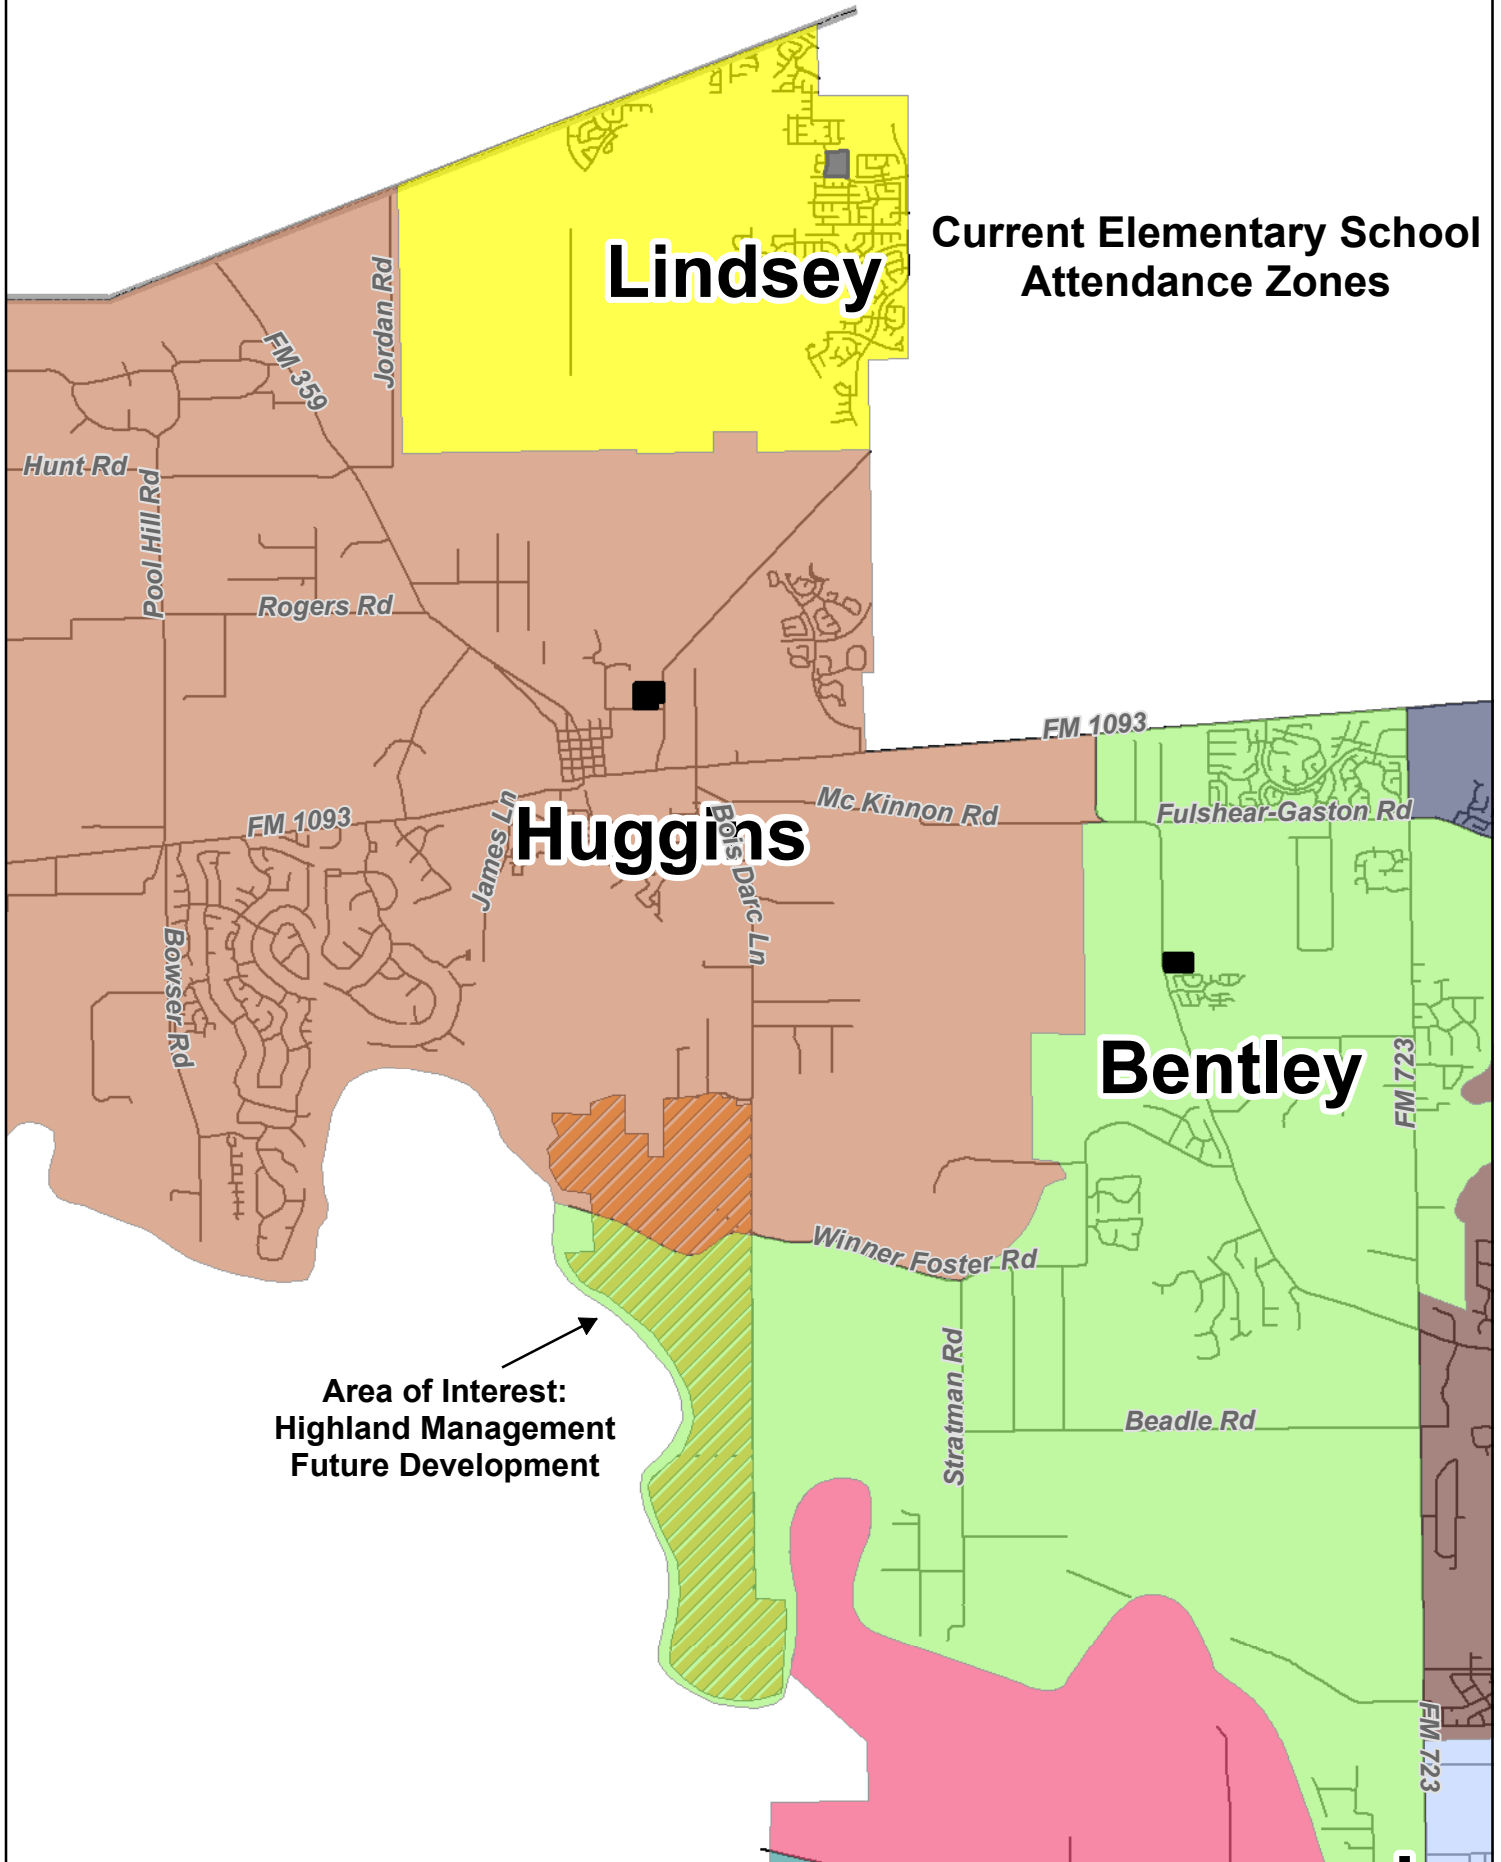 Current Elementary School
Attendance Zones
Lindsey
Jordan Rd
FM 359
Hunt Rd
Pool Hill Rd
Rogers Rd
FM 1093
Mc Kinnon Rd
Fulshear-Gaston Rd
FM 1093
James Ln
Huggins
Bois Darc Ln
Bowser Rd
Bentley
FM 723
Winner Foster Rd
Stratman Rd
Beadle Rd
Area of Interest:
Highland Management
Future Development
FM 723